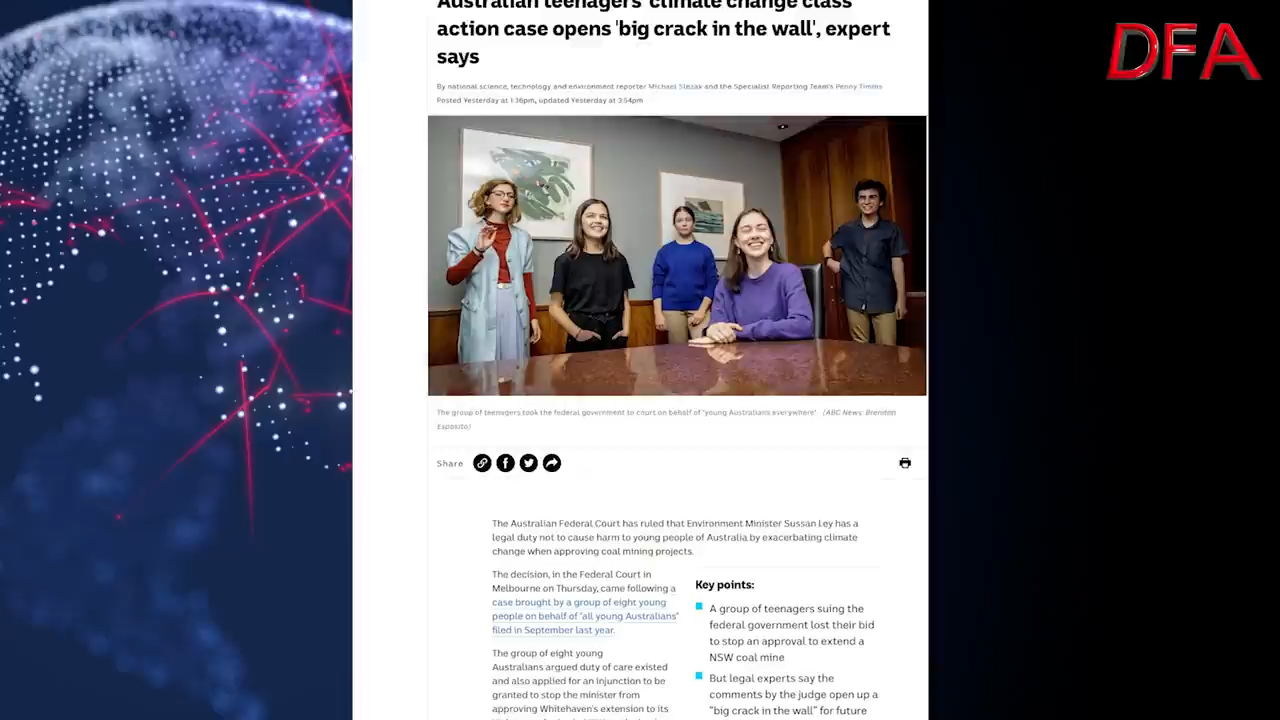 DFA
Australian teenagers' climate change class
action case opens 'big crack in the wall', expert
says
By national science, technology and environment reporter Michael Slezak and the Specialist Reporting Team's Penny Timms
Posted Yesterday at 1:36pm, updated Yesterday at 3:54pm
The group of teenagers took the federal government to court on behalf of "young Australians everywhere". (ABC News: Brendan
Esposito)
Share
The Australian Federal Court has ruled that Environment Minister Sussan Ley has a
legal duty not to cause harm to young people of Australia by exacerbating climate
change when approving coal mining projects.
The decision, in the Federal Court in
Melbourne on Thursday, came following a
case brought by a group of eight young
people on behalf of "all young Australians"
filed in September last year.
The group of eight young
Australians argued duty of care existed
and also applied for an injunction to be
granted to stop the minister from
approving Whitehaven's extension to its
Key points:
A group of teenagers suing the
federal government lost their bid
to stop an approval to extend a
NSW coal mine
But legal experts say the
comments by the judge open up a
"big crack in the wall" for future